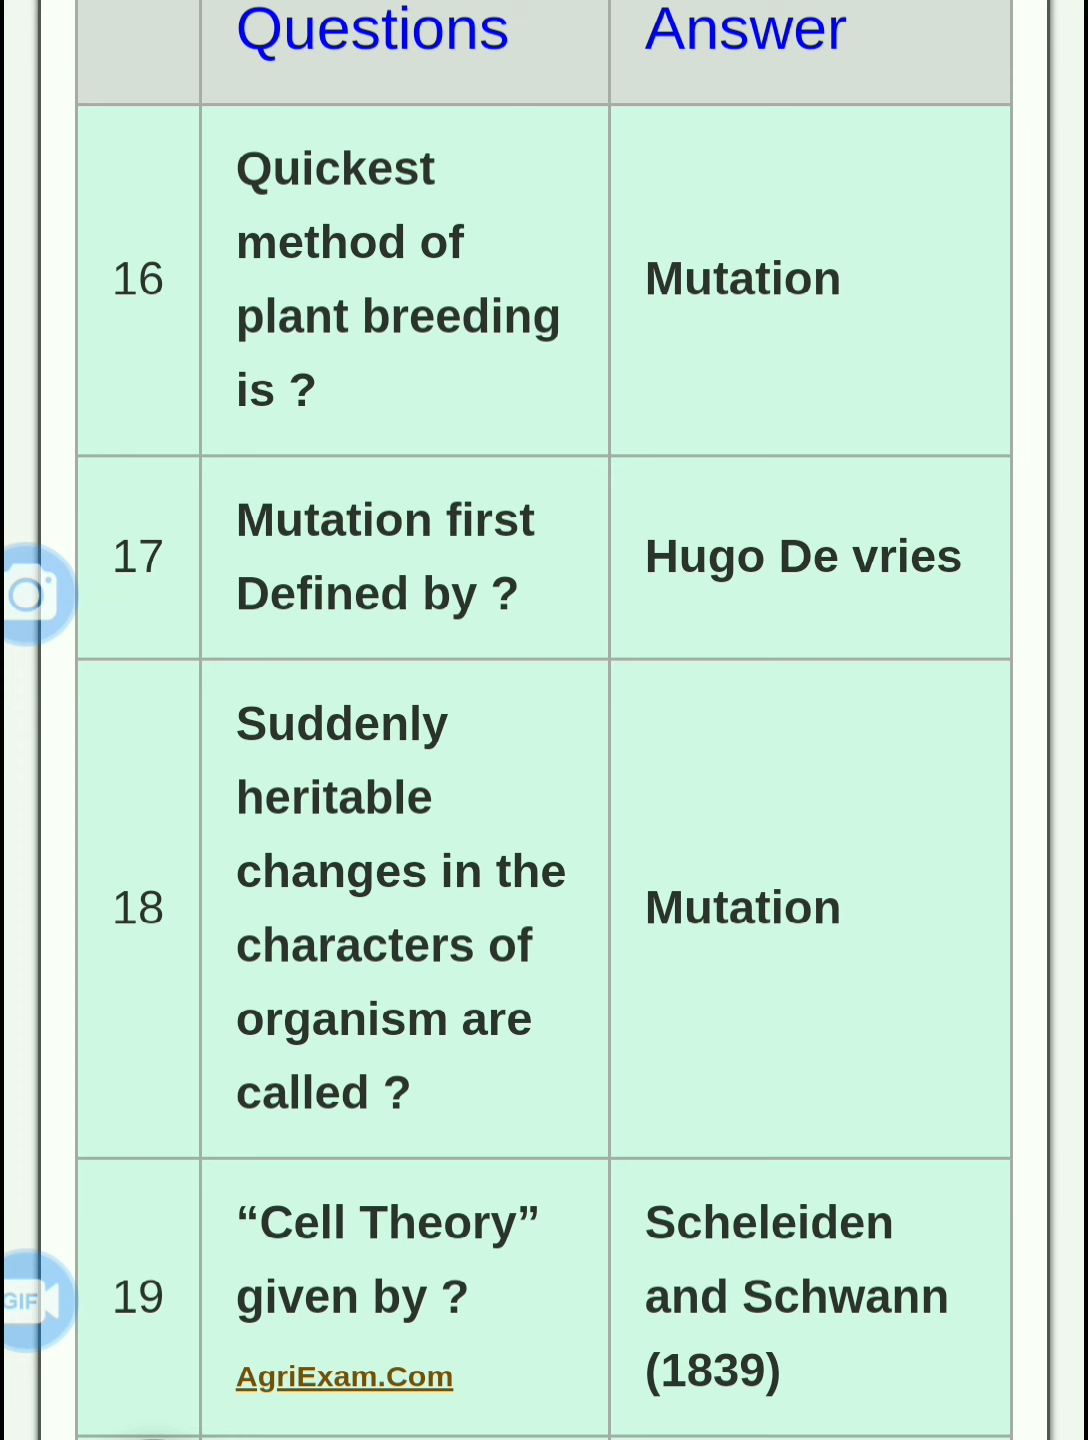 Questions
Answer
16
Quickest
method of
plant breeding
is ?
Mutation
17
Mutation first
Defined by ?
Hugo De vries
18
Suddenly
heritable
changes in the
characters of
organism are
called ?
Mutation
19
“Cell Theory”
given by ?
AgriExam.Com
Scheleiden
and Schwann
(1839)
GIF